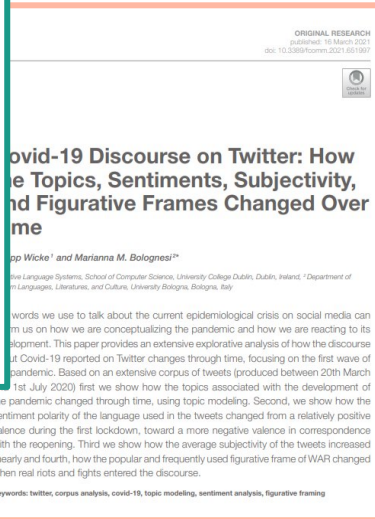 ORIGINAL RESEARCH
published: 16 March 2021
doi: 10.3389/fcomm.2021.651997
Check for
updates
ovid-19 Discourse on Twitter: How
e Topics, Sentiments, Subjectivity,
nd Figurative Frames Changed Over
me
pp Wicke¹ and Marianna M. Bolognesi²*
tive Language Systems, School of Computer Science, University College Dublin, Dublin, Ireland, ² Department of
rn Languages, Literatures, and Culture, University Bologna, Bologna, Italy
words we use to talk about the current epidemiological crisis on social media can
rm us on how we are conceptualizing the pandemic and how we are reacting to its
elopment. This paper provides an extensive explorative analysis of how the discourse
ut Covid-19 reported on Twitter changes through time, focusing on the first wave of
pandemic. Based on an extensive corpus of tweets (produced between 20th March
1st July 2020) first we show how the topics associated with the development of
e pandemic changed through time, using topic modeling. Second, we show how the
entiment polarity of the language used in the tweets changed from a relatively positive
alence during the first lockdown, toward a more negative valence in correspondence
ith the reopening. Third we show how the average subjectivity of the tweets increased
nearly and fourth, how the popular and frequently used figurative frame of WAR changed
hen real riots and fights entered the discourse.
eywords: twitter, corpus analysis, covid-19, topic modeling, sentiment analysis, figurative framing